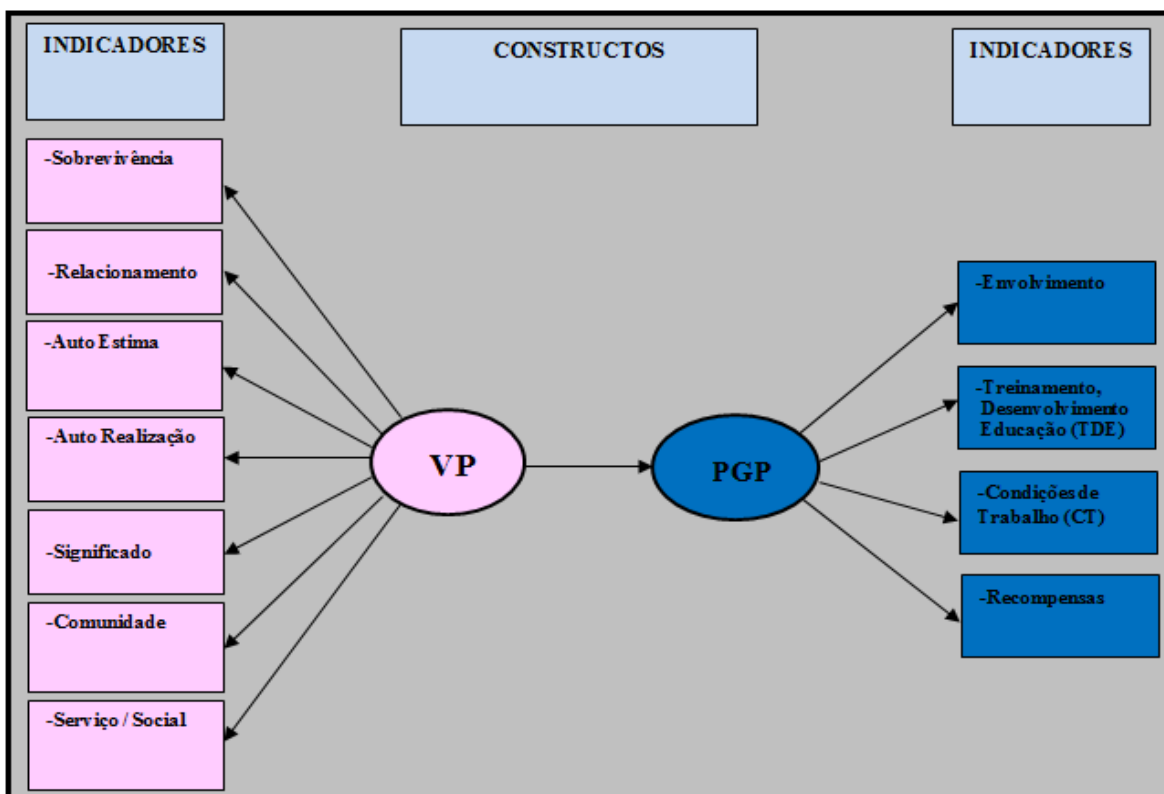 INDICADORES
CONSTRUCTOS
INDICADORES
-Sobrevivência
-Relacionamento
-Auto Estima
-Auto Realização
-Significado
-Comunidade
-Serviço / Social
VP
PGP
-Envolvimento
-Treinamento,
Desenvolvimento
Educação (TDE)
-Condições de
Trabalho (CT)
-Recompensas